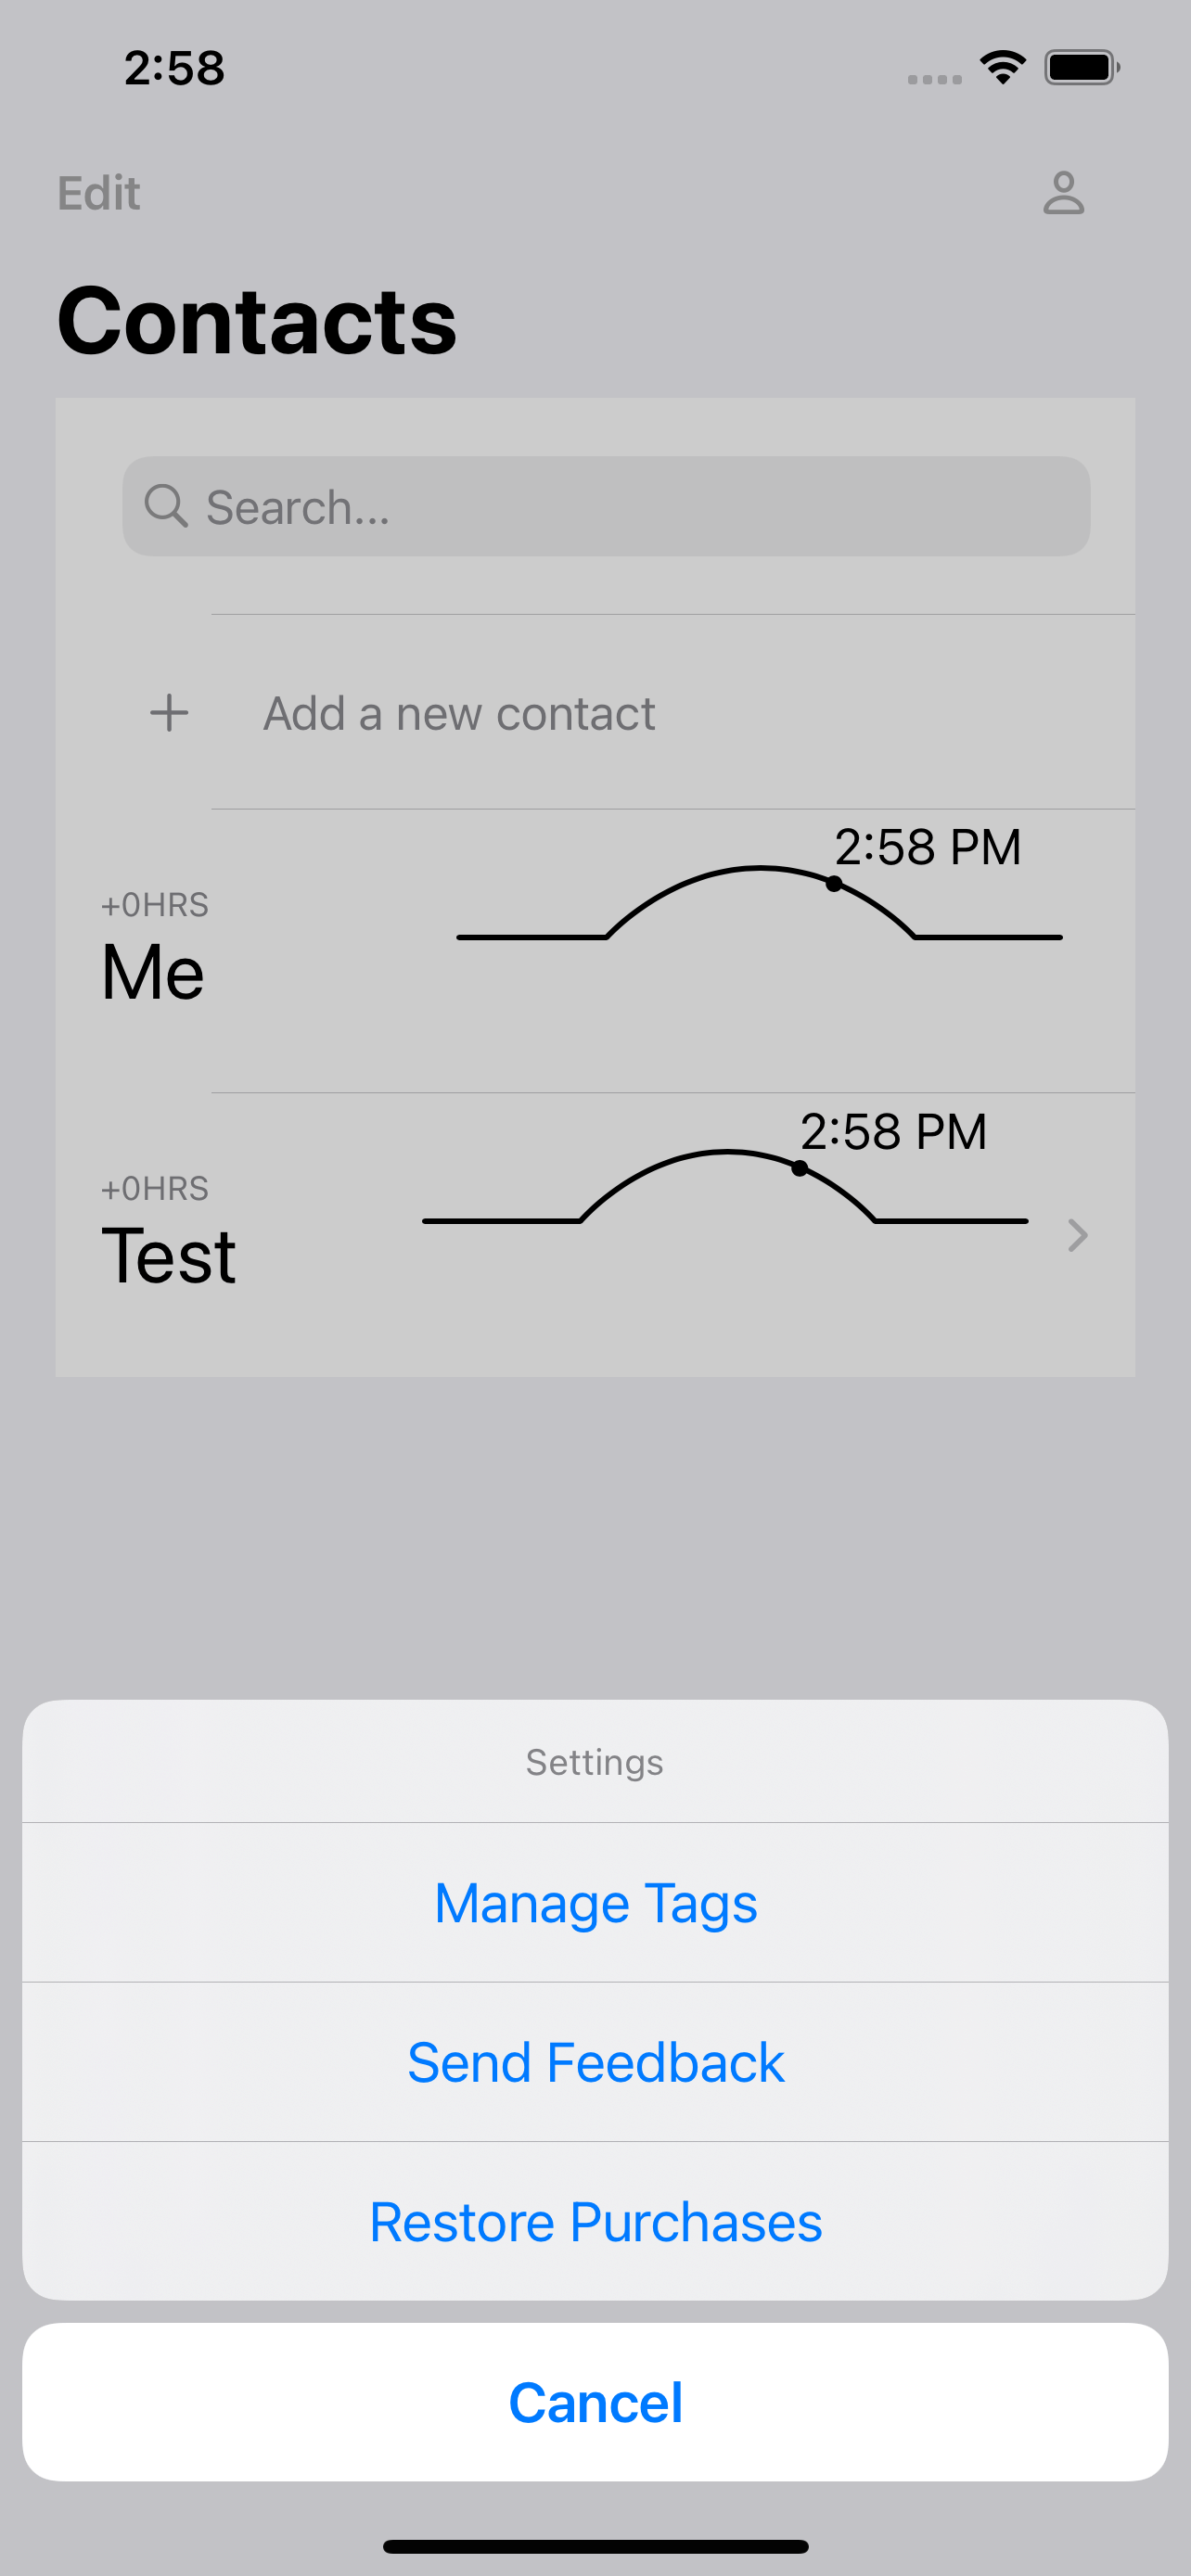 2:58
Edit
Contacts
Search...
Add a new contact
2:58 PM
+0HRS
Me
2:58 PM
+0HRS
Test
Settings
Manage Tags
Send Feedback
Restore Purchases
Cancel